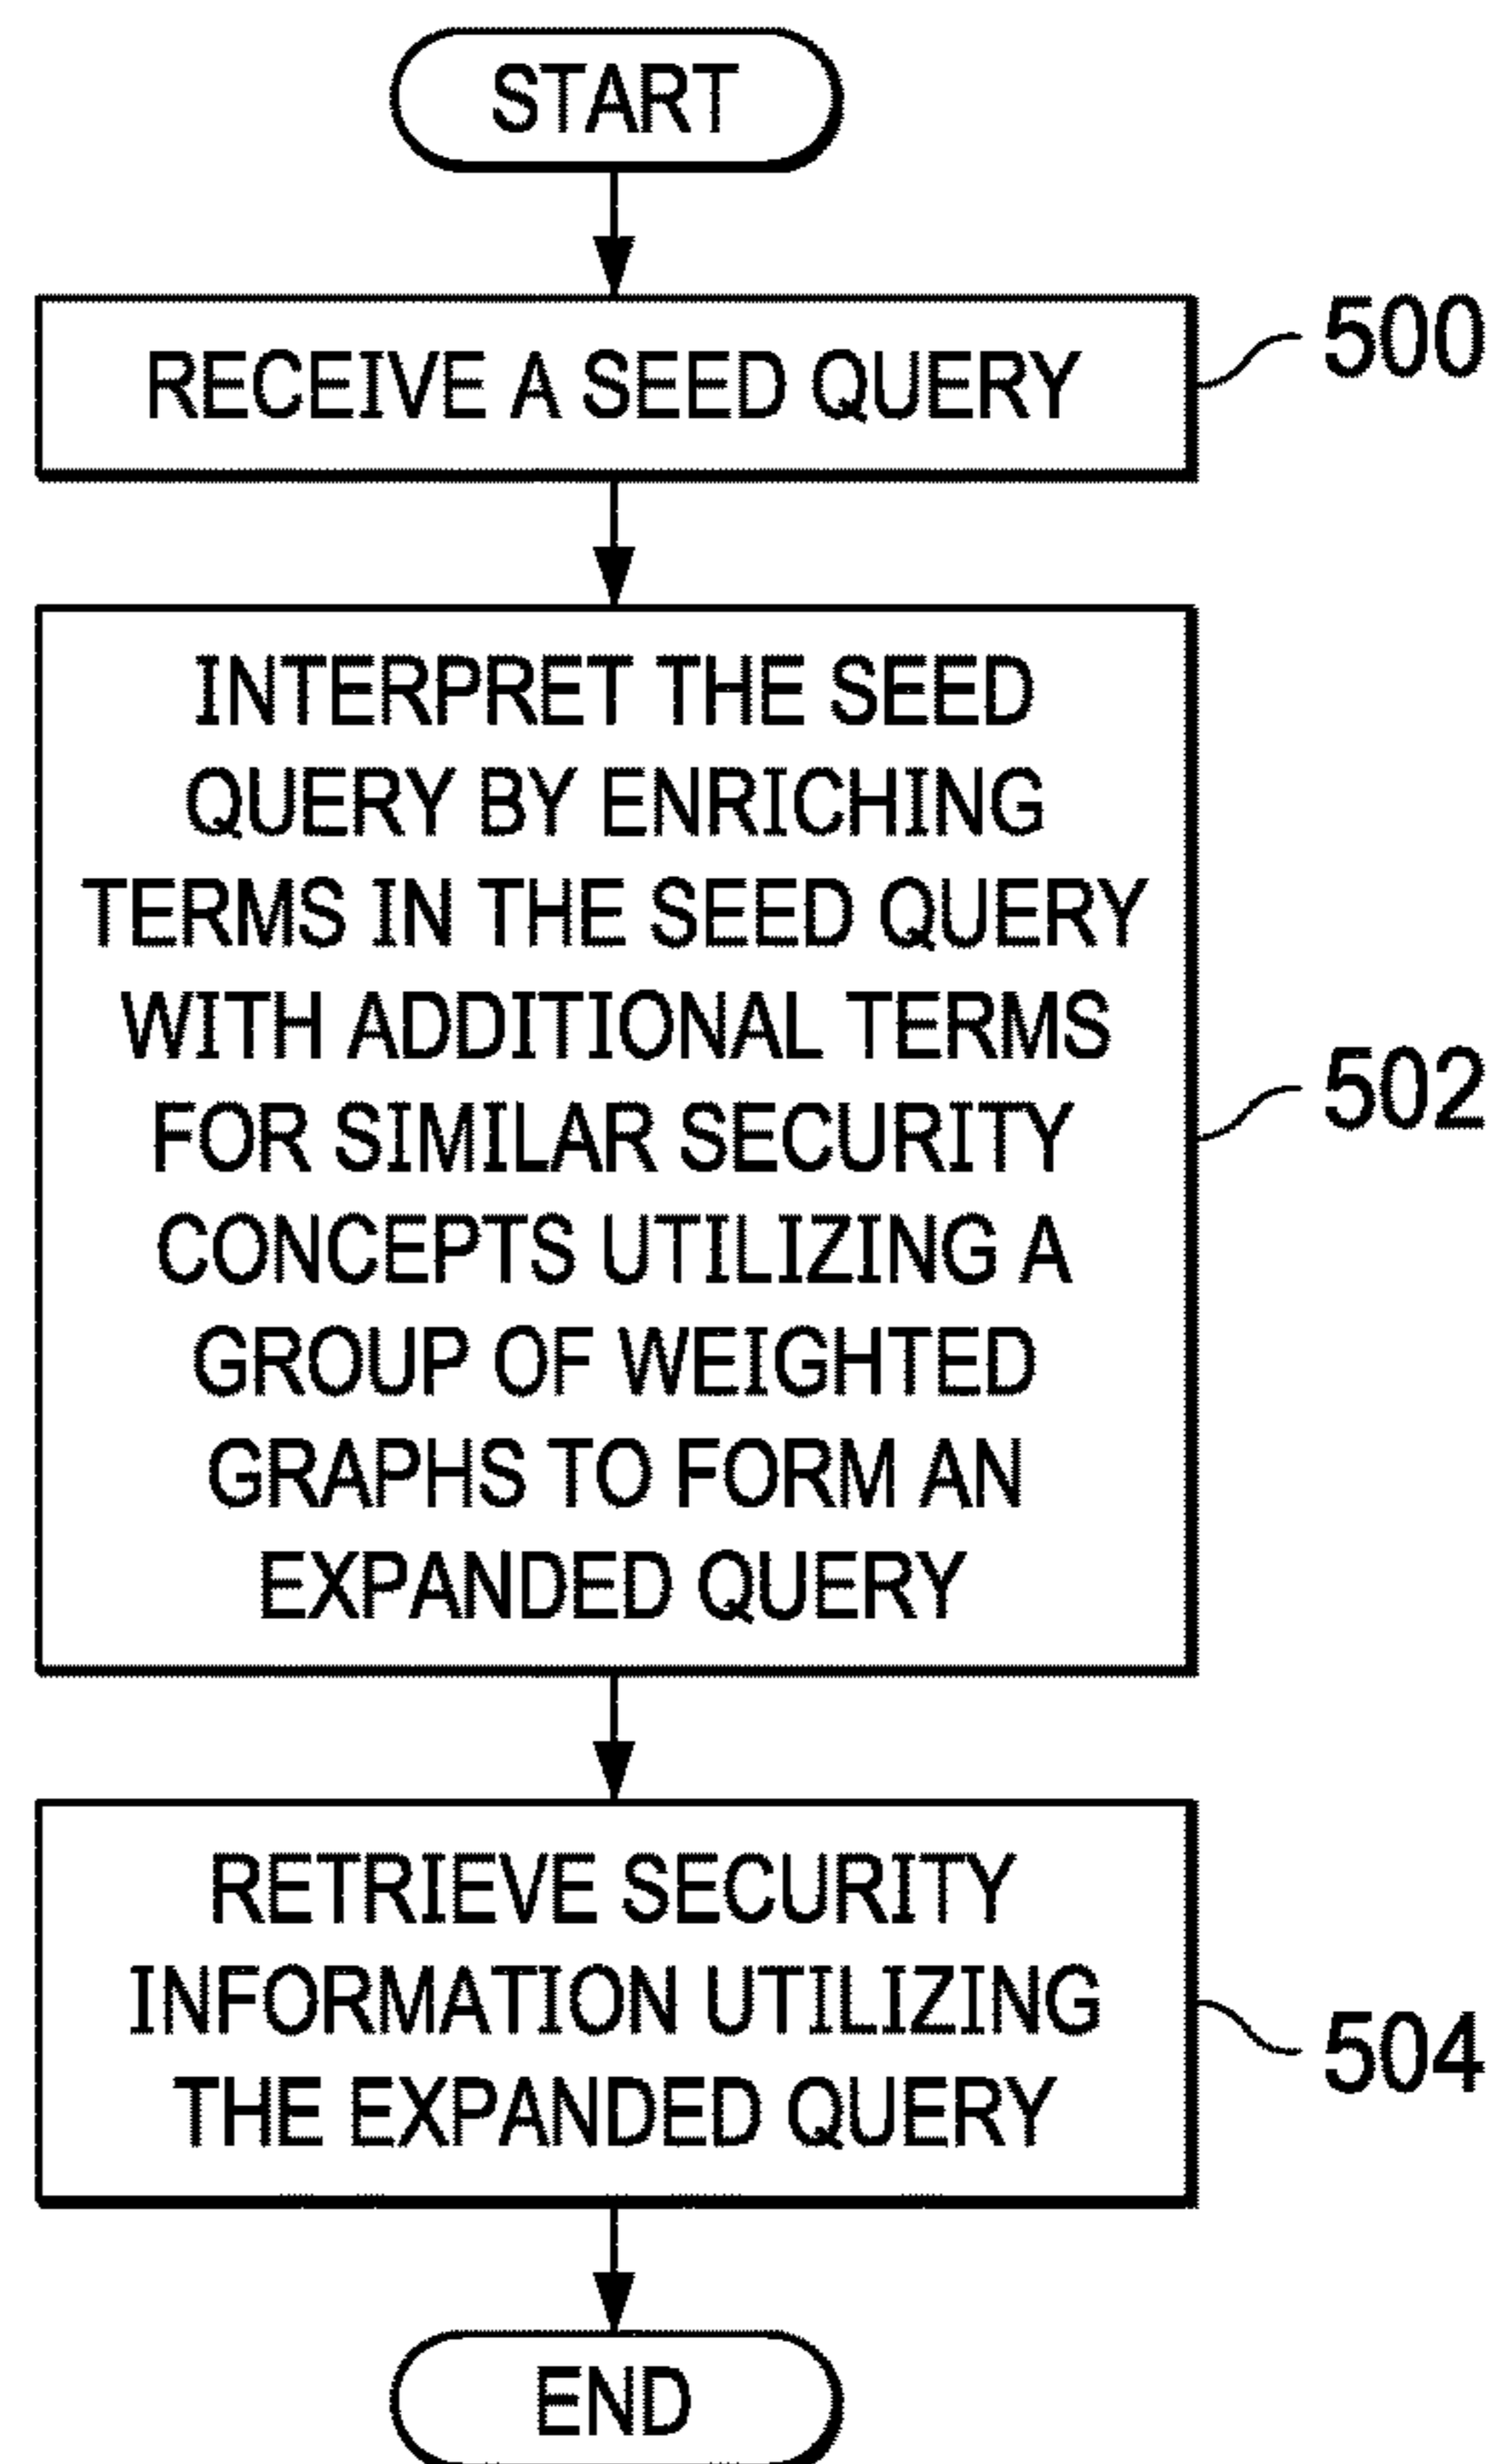 START
RECEIVE A SEED QUERY
500
INTERPRET THE SEED
QUERY BY ENRICHING
TERMS IN THE SEED QUERY
WITH ADDITIONAL TERMS
FOR SIMILAR SECURITY
CONCEPTS UTILIZING A
GROUP OF WEIGHTED
GRAPHS TO FORM AN
EXPANDED QUERY
502
RETRIEVE SECURITY
INFORMATION UTILIZING
THE EXPANDED QUERY
504
END